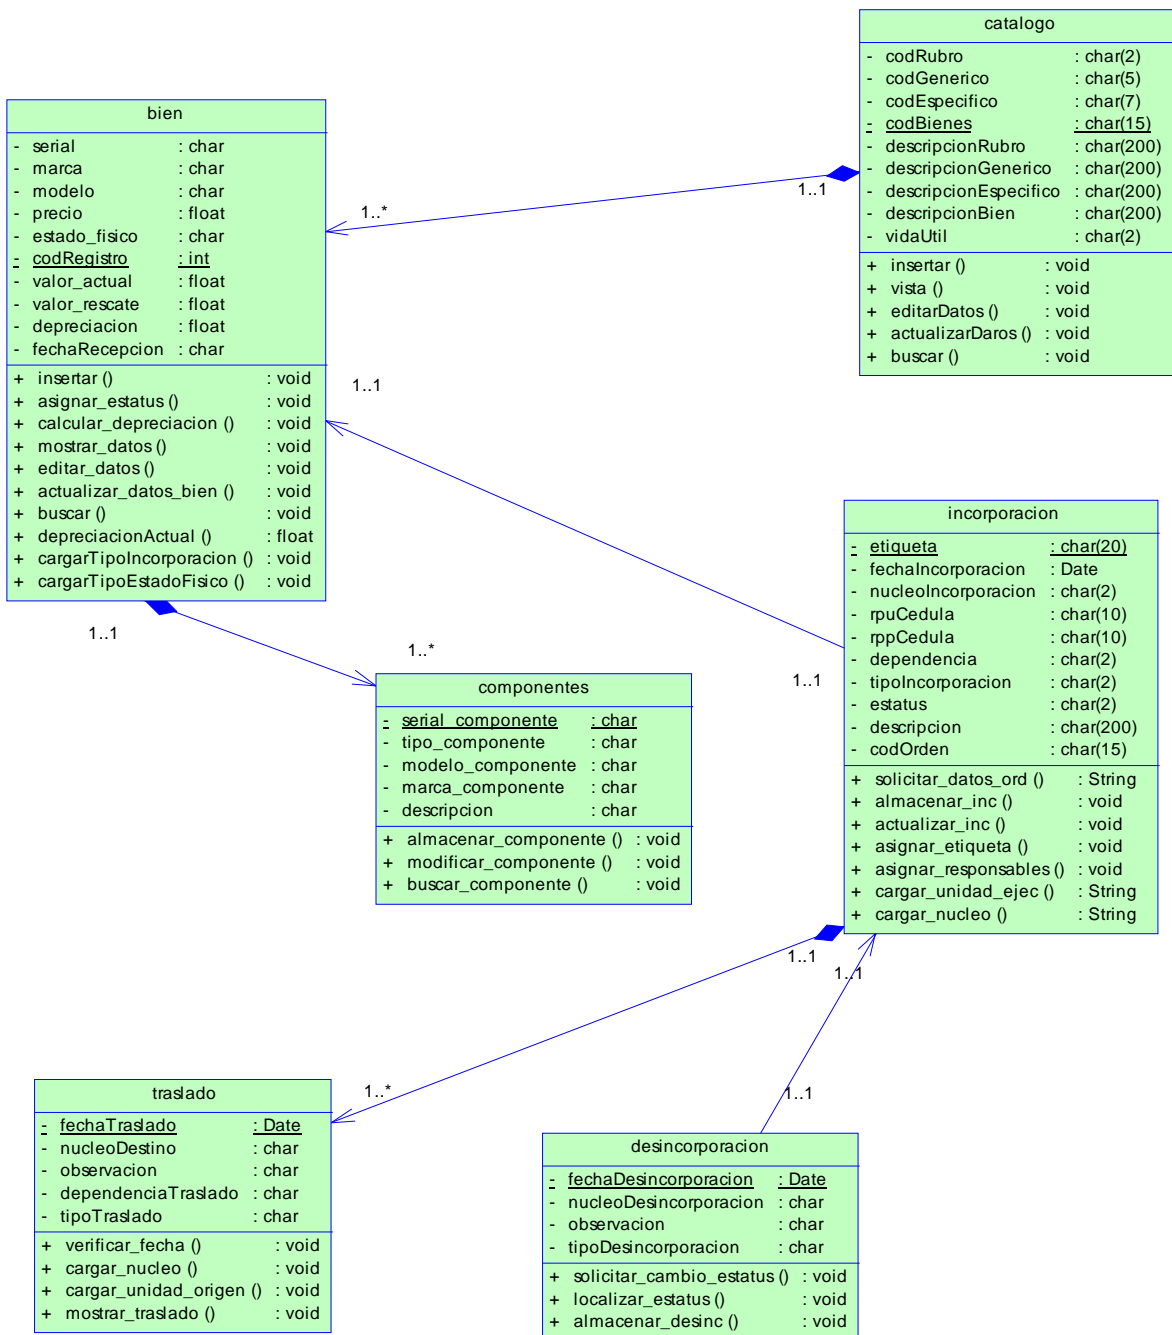 catalogo
- codRubro : char(2)
- codGenerico : char(5)
- codEspecifico : char(7)
- codBienes : char(15)
- descripcionRubro : char(200)
- descripcionGenerico : char(200)
- descripcionEspecifico : char(200)
- descripcionBien : char(200)
- vidaUtil : char(2)
+ insertar () : void
+ vista () : void
+ editarDatos () : void
+ actualizarDaros () : void
+ buscar () : void
bien
- serial : char
- marca : char
- modelo : char
- precio : float
- estado_fisico : char
- codRegistro : int
- valor_actual : float
- valor_rescate : float
- depreciacion : float
- fechaRecepcion : char
+ insertar () : void
+ asignar_estatus () : void
+ calcular_depreciacion () : void
+ mostrar_datos () : void
+ editar_datos () : void
+ actualizar_datos_bien () : void
+ buscar () : void
+ depreciacionActual () : float
+ cargarTipoIncorporacion () : void
+ cargarTipoEstadoFisico () : void
1..1
1..*
1..1
1..1
1..1
1..*
incorporacion
- etiqueta : char(20)
- fechaIncorporacion : Date
- nucleoIncorporacion : char(2)
- rpuCedula : char(10)
- rppCedula : char(10)
- dependencia : char(2)
- tipoIncorporacion : char(2)
- estatus : char(2)
- descripcion : char(200)
- codOrden : char(15)
+ solicitar_datos_ord () : String
+ almacenar_inc () : void
+ actualizar_inc () : void
+ asignar_etiqueta () : void
+ asignar_responsables () : void
+ cargar_unidad_ejec () : String
+ cargar_nucleo () : String
componentes
- serial_componente : char
- tipo_componente : char
- modelo_componente : char
- marca_componente : char
- descripcion : char
+ almacenar_componente () : void
+ modificar_componente () : void
+ buscar_componente () : void
1..1
1..1
1..*
1..1
traslado
- fechaTraslado : Date
- nucleoDestino : char
- observacion : char
- dependenciaTraslado : char
- tipoTraslado : char
+ verificar_fecha () : void
+ cargar_nucleo () : void
+ cargar_unidad_origen () : void
+ mostrar_traslado () : void
desincorporacion
- fechaDesincorporacion : Date
- nucleoDesincorporacion : char
- observacion : char
- tipoDesincorporacion : char
+ solicitar_cambio_estatus () : void
+ localizar_estatus () : void
+ almacenar_desinc () : void